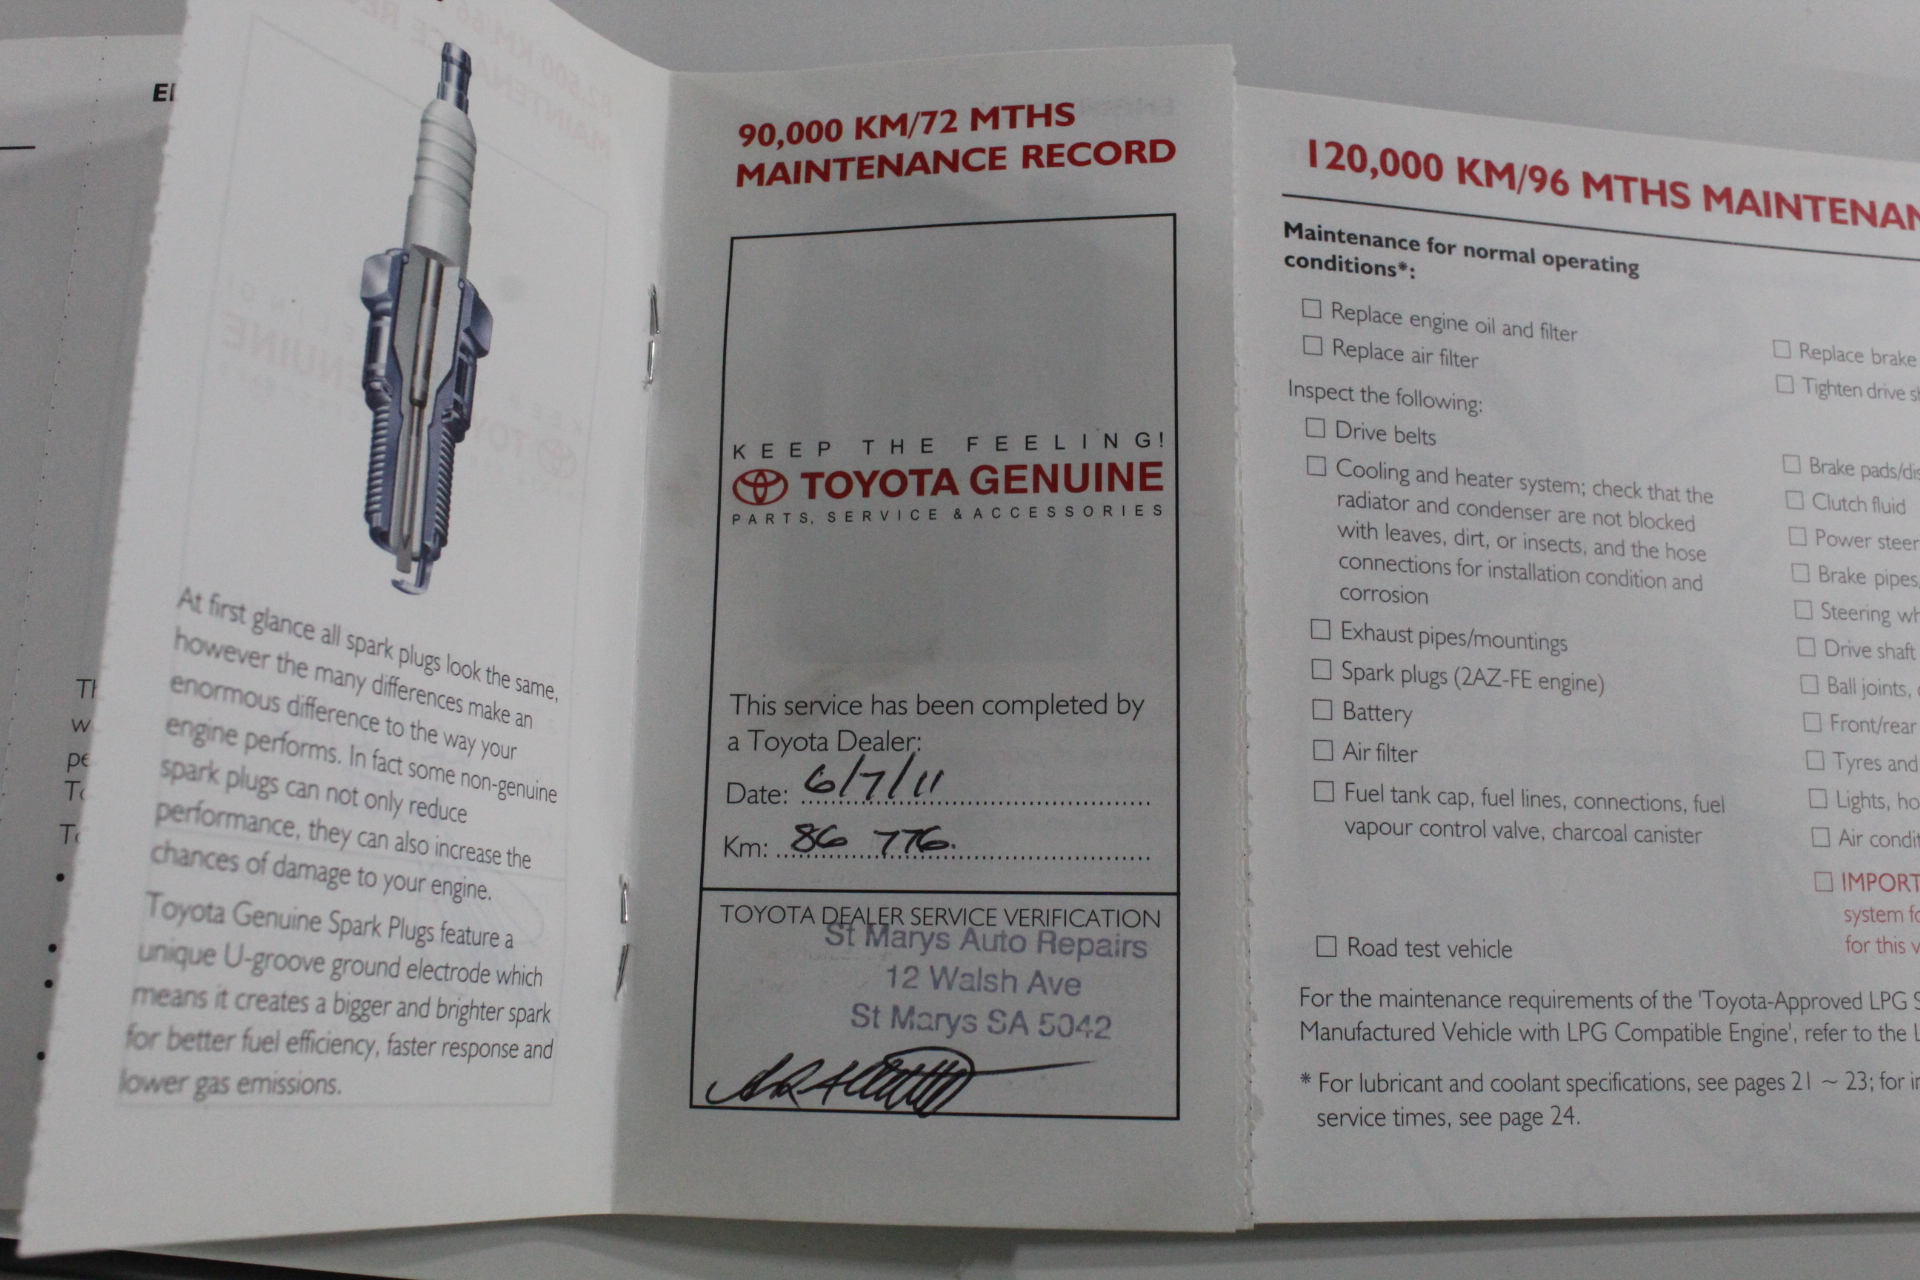 At first glance all spark plugs look the same,
however the many differences make an
enormous difference to the way your
engine performs. In fact some non-genuine
spark plugs can not only reduce
performance, they can also increase the
chances of damage to your engine.
Toyota Genuine Spark Plugs feature a
unique U-groove ground electrode which
means it creates a bigger and brighter spark
for better fuel efficiency, faster response and
lower gas emissions.
90,000 KM/72 MTHS
MAINTENANCE RECORD
KEEP THE FEELING!
TOYOTA GENUINE
PARTS, SERVICE & ACCESSORIES
This service has been completed by
a Toyota Dealer:
Date: 6/7/11
Km: 86 776.
TOYOTA DEALER SERVICE VERIFICATION
St Marys Auto Repairs
12 Walsh Ave
St Marys SA 5042
120,000 KM/96 MTHS MAINTENAN
Maintenance for normal operating
conditions*:
Replace engine oil and filter
Replace air filter
Inspect the following:
Drive belts
Cooling and heater system; check that the
radiator and condenser are not blocked
with leaves, dirt, or insects, and the hose
connections for installation condition and
corrosion
Exhaust pipes/mountings
Spark plugs (2AZ-FE engine)
Battery
Air filter
Fuel tank cap, fuel lines, connections, fuel
vapour control valve, charcoal canister
Road test vehicle
Replace brake
Tighten drive
Brake pads/dis
Clutch fluid
Power steer
Brake pipes,
Steering wh
Drive shaft
Ball joints,
Front/rear
Tyres and
Lights, ho
Air condit
IMPORT
system fo
for this v
For the maintenance requirements of the 'Toyota-Approved LPG S
Manufactured Vehicle with LPG Compatible Engine', refer to the L
* For lubricant and coolant specifications, see pages 21 ~ 23; for in
service times, see page 24.